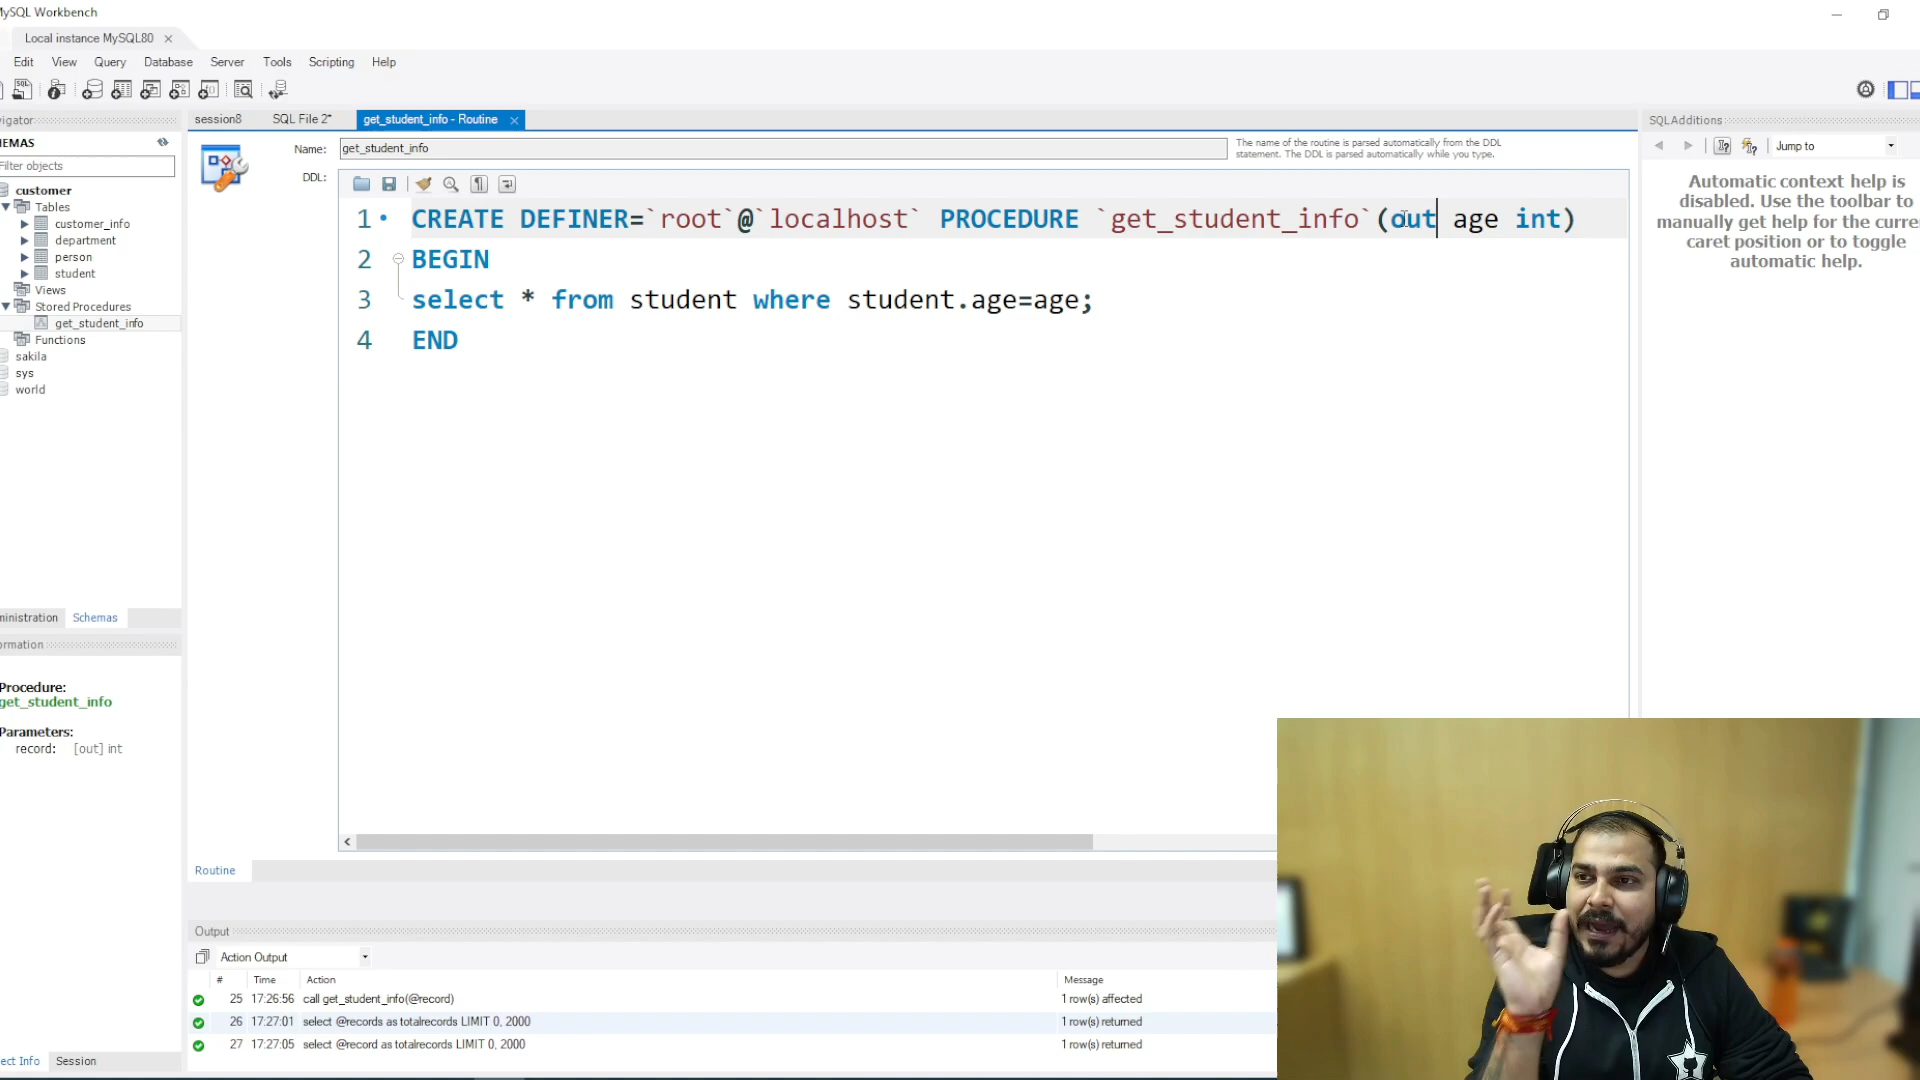 MySQL Workbench
Local instance MySQL80
Edit View Query Database Server Tools Scripting Help
session8 SQL File 2* get_student_info - Routine
SQLAdditions
Jump to
Automatic context help is
disabled. Use the toolbar to
manually get help for the curre
caret position or to toggle
automatic help.
igator
HEMAS
Filter objects
customer
Tables
customer_info
department
person
student
Views
Stored Procedures
get_student_info
Functions
sakila
sys
world
ministration Schemas
ormation
Procedure:
get_student_info
Parameters:
record: [out] int
ect Info Session
Name: get_student_info
The name of the routine is parsed automatically from the DDL
statement. The DDL is parsed automatically while you type.
DDL:
1 CREATE DEFINER=`root`@`localhost` PROCEDURE `get_student_info`(out age int)
2 BEGIN
3 select * from student where student.age=age;
4 END
Routine
Output
Action Output
# Time Action Message
25 17:26:56 call get_student_info(@record) 1 row(s) affected
26 17:27:01 select @records as totalrecords LIMIT 0, 2000 1 row(s) returned
27 17:27:05 select @record as totalrecords LIMIT 0, 2000 1 row(s) returned